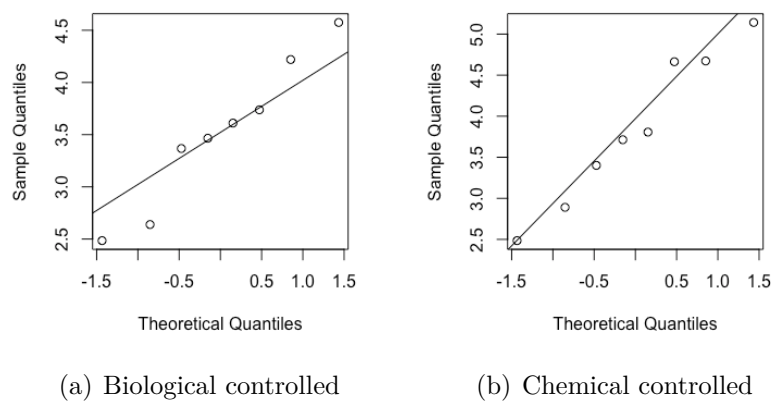 Sample Quantiles
4.5
4.0
3.5
3.0
2.5
-1.5 -0.5 0.5 1.0 1.5
Theoretical Quantiles
(a) Biological controlled
Sample Quantiles
5.0
4.5
4.0
3.5
3.0
2.5
-1.5 -0.5 0.5 1.0 1.5
Theoretical Quantiles
(b) Chemical controlled